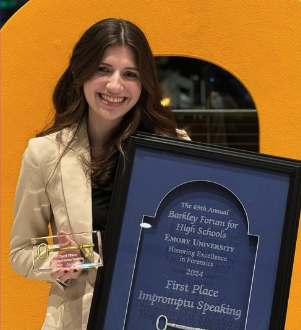 The 69th Annual
Barkley Forum for
High Schools
EMORY UNIVERSITY
Honoring Excellence
in Forensics
2024
First Place
Impromptu Speaking